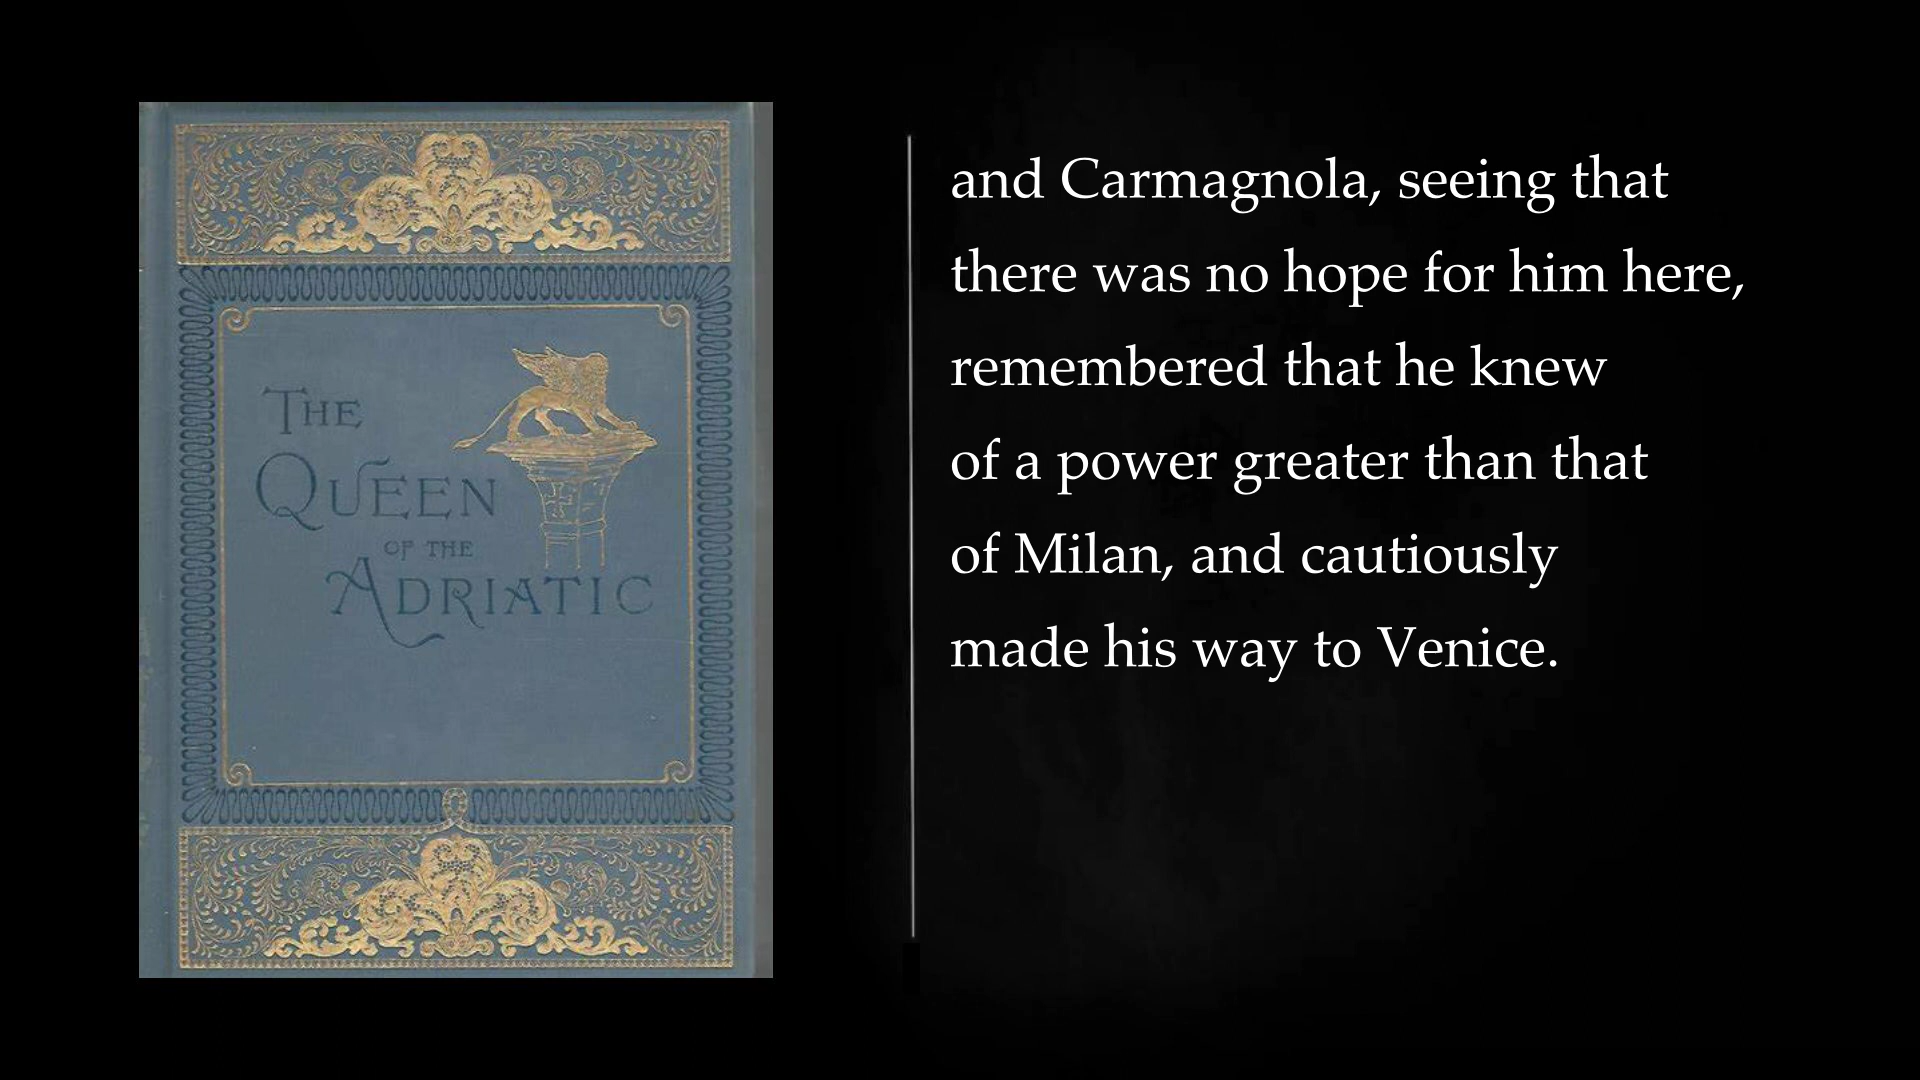 THE
QUEEN
OF THE
ADRIATIC
and Carmagnola, seeing that
there was no hope for him here,
remembered that he knew
of a power greater than that
of Milan, and cautiously
made his way to Venice.